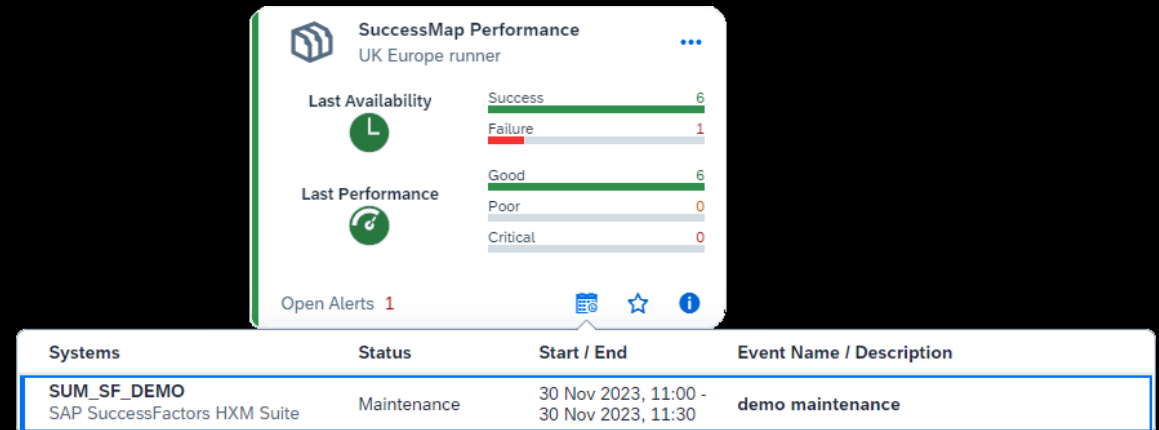 SuccessMap Performance
UK Europe runner
Last Availability
Success 6
Failure 1
Last Performance
Good 6
Poor 0
Critical 0
Open Alerts 1
Systems Status Start / End Event Name / Description
SUM_SF_DEMO
SAP SuccessFactors HXM Suite
Maintenance
30 Nov 2023, 11:00 -
30 Nov 2023, 11:30
demo maintenance